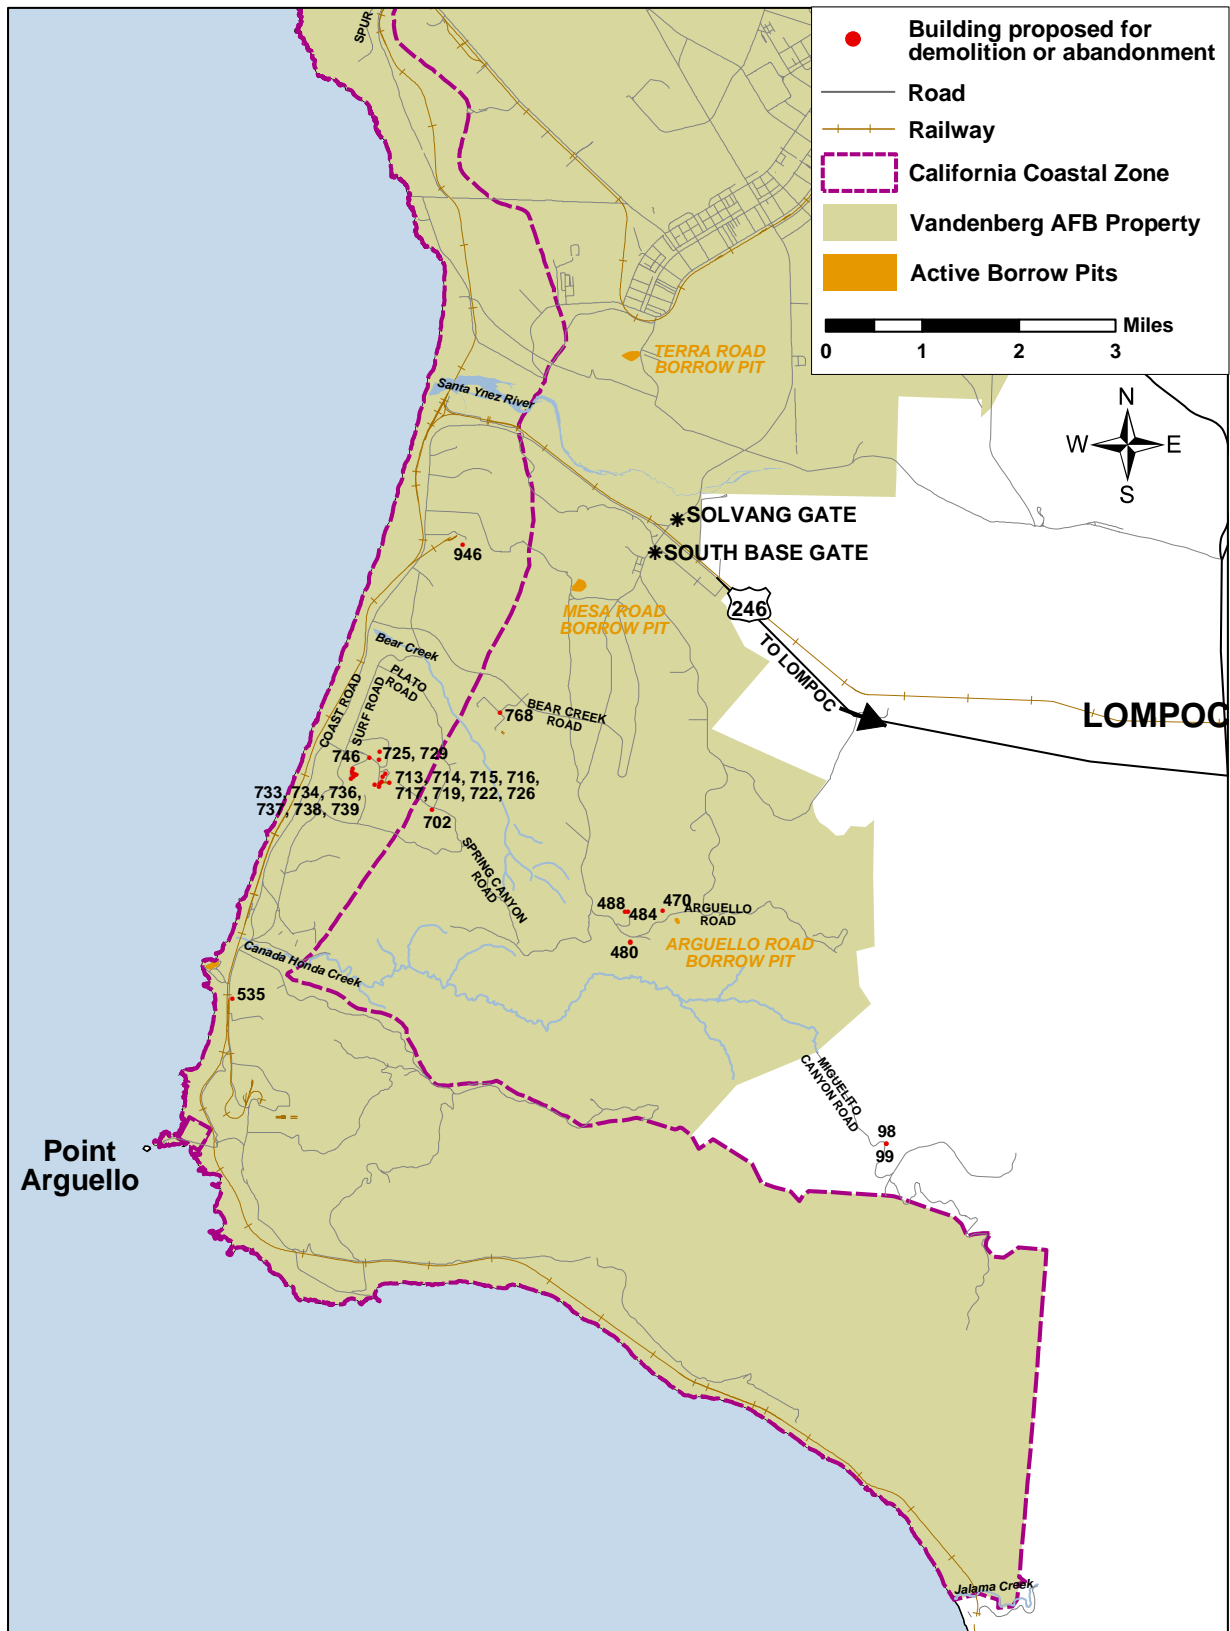 SPUR
Building proposed for
demolition or abandonment
Road
Railway
California Coastal Zone
Vandenberg AFB Property
Active Borrow Pits
Miles
0 1 2 3
N
W E
S
TERRA ROAD
BORROW PIT
Santa Ynez River
SOLVANG GATE
SOUTH BASE GATE
946
MESA ROAD
BORROW PIT
246
TO LOMPOC
LOMPOC
Bear Creek
PLATO
ROAD
COAST ROAD
SURF ROAD
768
BEAR CREEK
ROAD
746
725, 729
713, 714, 715, 716,
717, 719, 722, 726
733, 734, 736,
737, 738, 739
702
SPRING CANYON
ROAD
488
484
470
ARGUELLO
ROAD
480
ARGUELLO ROAD
BORROW PIT
Canada Honda Creek
535
MIGUELITO
CANYON ROAD
98
99
Point
Arguello
Jalama Creek